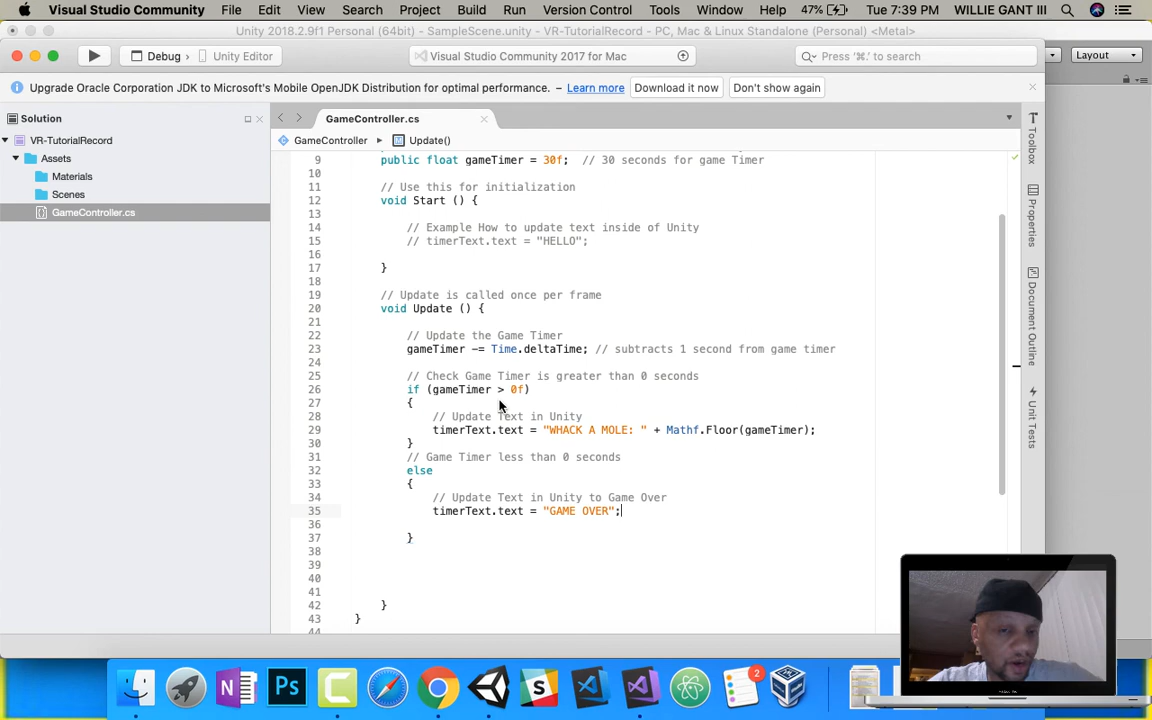 Visual Studio Community File Edit View Search Project Build Run Version Control Tools Window Help 47% Tue 7:39 PM WILLIE GANT III
Unity 2018.2.9f1 Personal (64bit) - SampleScene.unity - VR-TutorialRecord - PC, Mac & Linux Standalone (Personal) <Metal>
Debug › Unity Editor Visual Studio Community 2017 for Mac Press '⌘.' to search Layout
Upgrade Oracle Corporation JDK to Microsoft's Mobile OpenJDK Distribution for optimal performance. – Learn more Download it now Don't show again
Solution GameController.cs
VR-TutorialRecord GameController Update()
Assets
Materials
Scenes
GameController.cs
Toolbox
Properties
Document Outline
Unit Tests
9 public float gameTimer = 30f; // 30 seconds for game Timer
10
11 // Use this for initialization
12 void Start () {
13
14 // Example How to update text inside of Unity
15 // timerText.text = "HELLO";
16
17 }
18
19 // Update is called once per frame
20 void Update () {
21
22 // Update the Game Timer
23 gameTimer -= Time.deltaTime; // subtracts 1 second from game timer
24
25 // Check Game Timer is greater than 0 seconds
26 if (gameTimer > 0f)
27 {
28 // Update Text in Unity
29 timerText.text = "WHACK A MOLE: " + Mathf.Floor(gameTimer);
30 }
31 // Game Timer less than 0 seconds
32 else
33 {
34 // Update Text in Unity to Game Over
35 timerText.text = "GAME OVER";
36
37 }
38
39
40
41
42 }
43 }
44
N
Ps
S
2